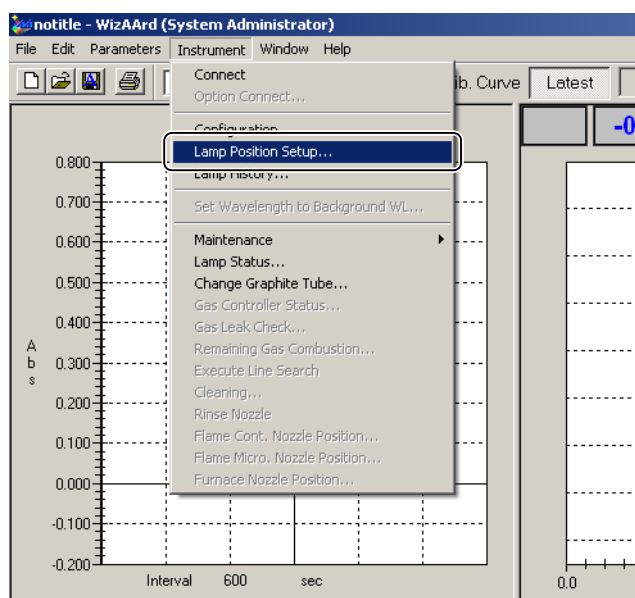 notitle - WizAArd (System Administrator)
File Edit Parameters Instrument Window Help
ib. Curve Latest
Connect
Option Connect...
Configuration
Lamp Position Setup...
Lamp History...
Set Wavelength to Background WL...
Maintenance
Lamp Status...
Change Graphite Tube...
Gas Controller Status...
Gas Leak Check...
Remaining Gas Combustion...
Execute Line Search
Cleaning...
Rinse Nozzle
Flame Cont. Nozzle Position...
Flame Micro. Nozzle Position...
Furnace Nozzle Position...
-0
Abs
0.800
0.700
0.600
0.500
0.400
0.300
0.200
0.100
0.000
-0.100
-0.200
Interval 600 sec
0.0